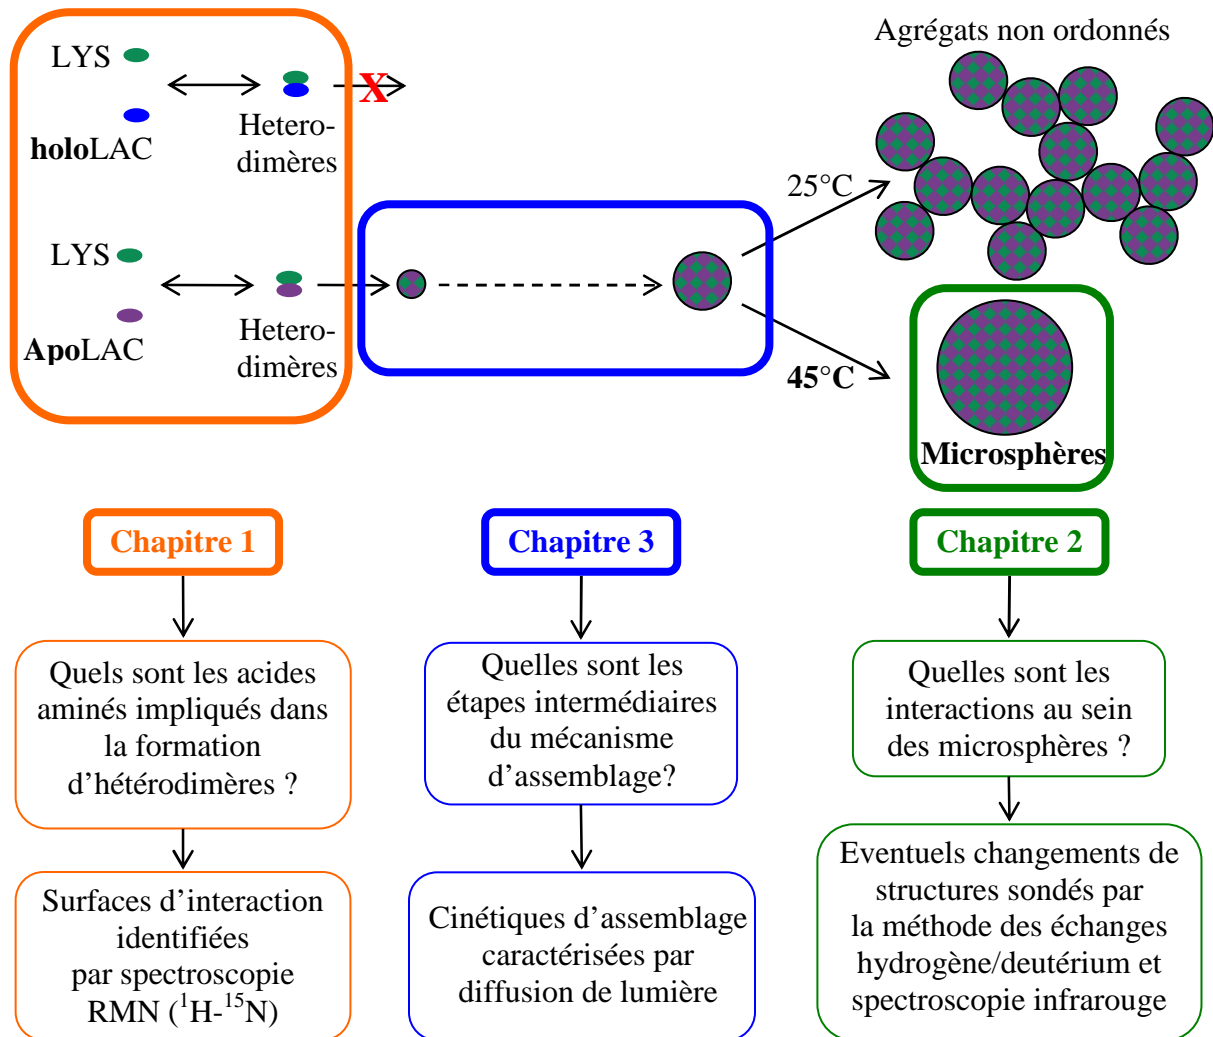 Agrégats non ordonnés
LYS
holoLAC
Hetero-
dimères
X
25°C
LYS
ApoLAC
Hetero-
dimères
45°C
Microsphères
Chapitre 1
Chapitre 3
Chapitre 2
Quels sont les acides
aminés impliqués dans
la formation
d’hétérodimères ?
Quelles sont les
étapes intermédiaires
du mécanisme
d’assemblage?
Quelles sont les
interactions au sein
des microsphères ?
Surfaces d’interaction
identifiées
par spectroscopie
RMN (¹H-¹⁵N)
Cinétiques d’assemblage
caractérisées par
diffusion de lumière
Eventuels changements de
structures sondés par
la méthode des échanges
hydrogène/deutérium et
spectroscopie infrarouge